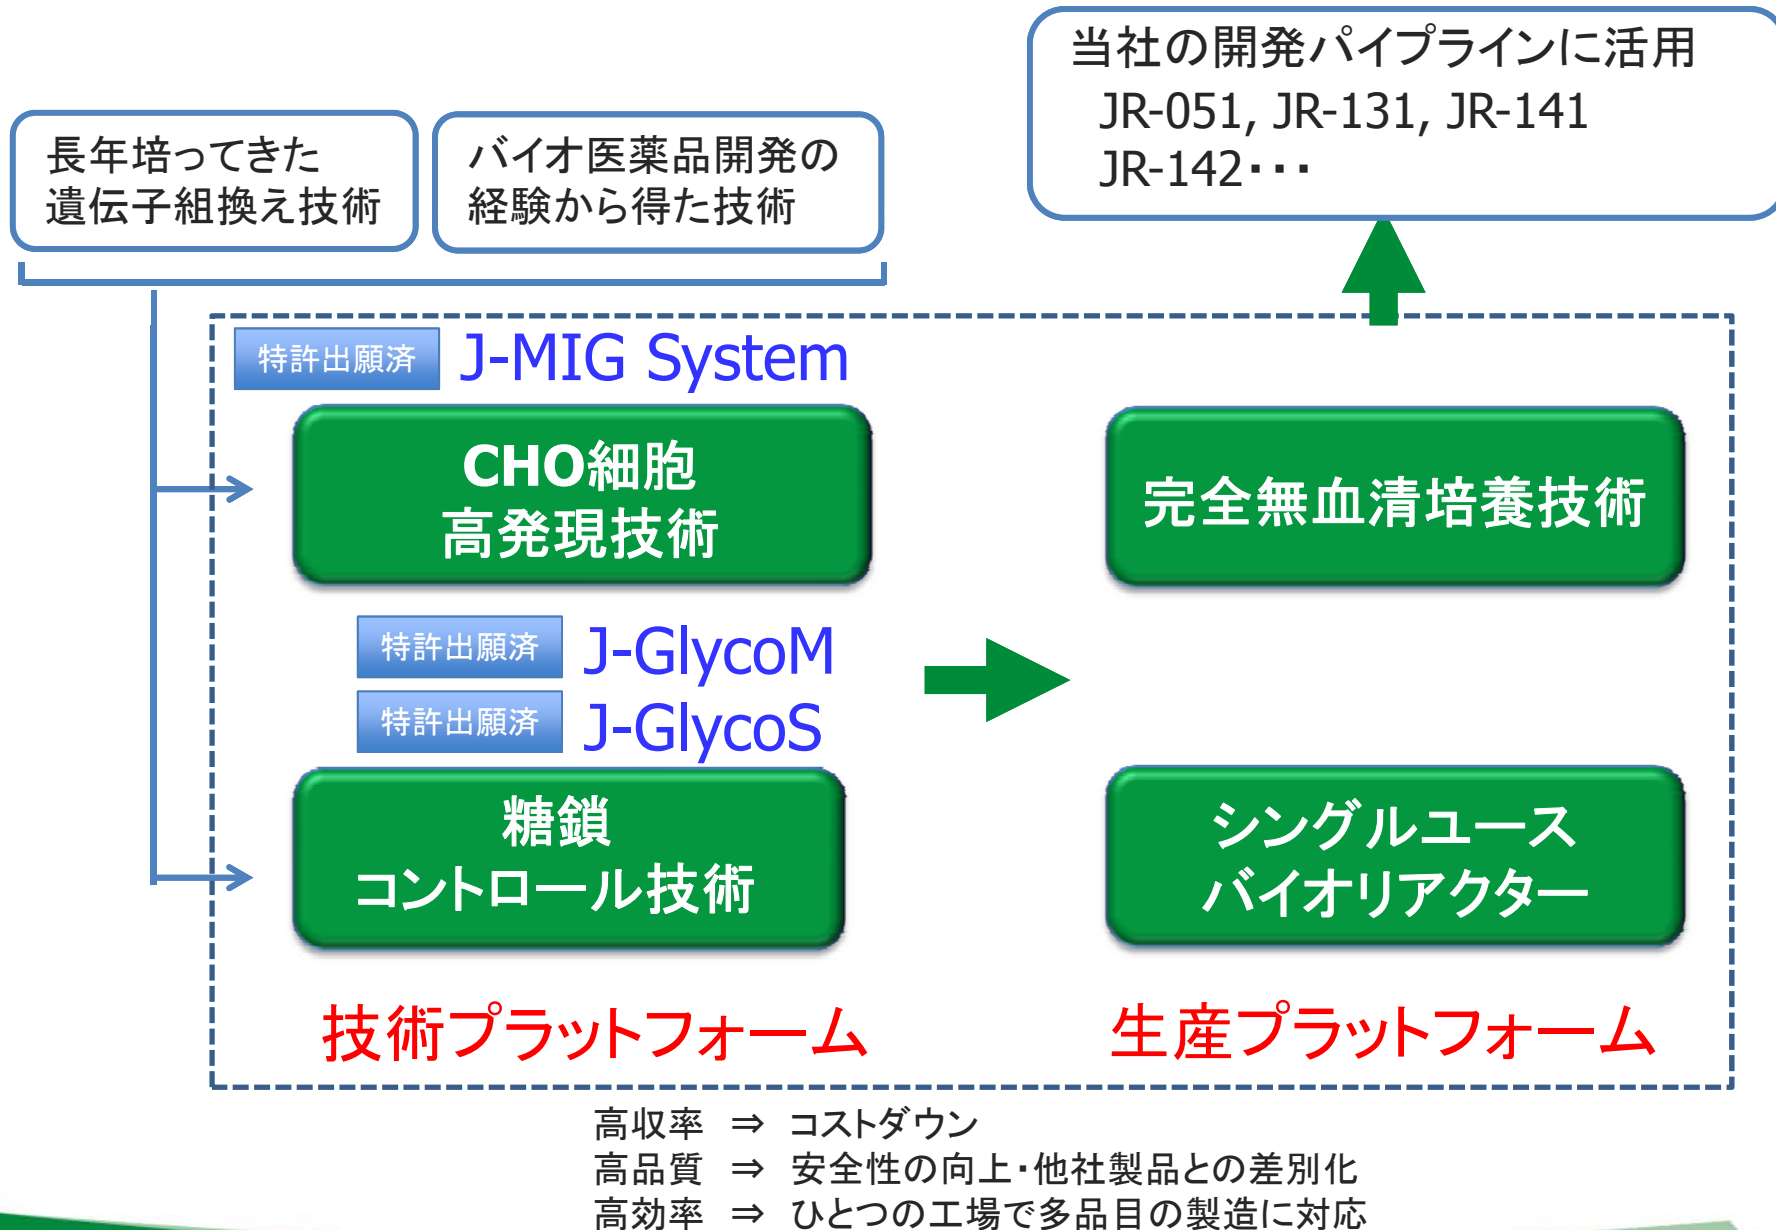 当社の開発パイプラインに活用
JR-051, JR-131, JR-141
JR-142・・・
長年培ってきた
遺伝子組換え技術
バイオ医薬品開発の
経験から得た技術
特許出願済 J-MIG System
CHO細胞
高発現技術
特許出願済 J-GlycoM
特許出願済 J-GlycoS
糖鎖
コントロール技術
技術プラットフォーム
完全無血清培養技術
シングルユース
バイオリアクター
生産プラットフォーム
高収率 ⇒ コストダウン
高品質 ⇒ 安全性の向上・他社製品との差別化
高効率 ⇒ ひとつの工場で多品目の製造に対応